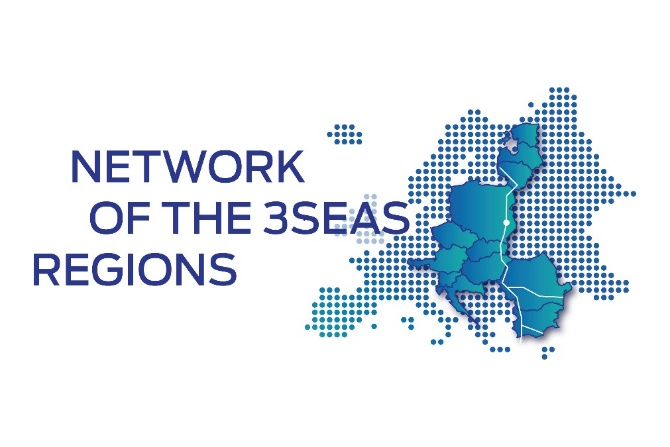 NETWORK
OF THE 3SEAS
REGIONS